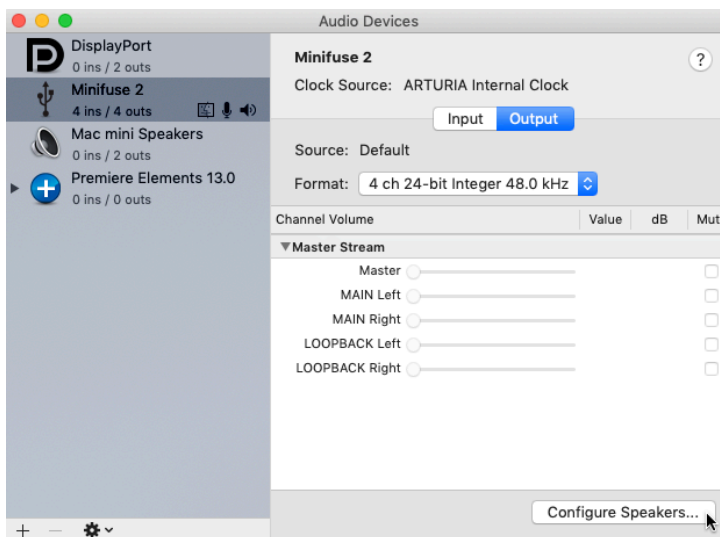 Audio Devices
DisplayPort
0 ins / 2 outs
Minifuse 2
4 ins / 4 outs
Mac mini Speakers
0 ins / 2 outs
Premiere Elements 13.0
0 ins / 0 outs
Minifuse 2
?
Clock Source: ARTURIA Internal Clock
Input Output
Source: Default
Format: 4 ch 24-bit Integer 48.0 kHz
Channel Volume Value dB Mut
Master Stream
Master
MAIN Left
MAIN Right
LOOPBACK Left
LOOPBACK Right
Configure Speakers...